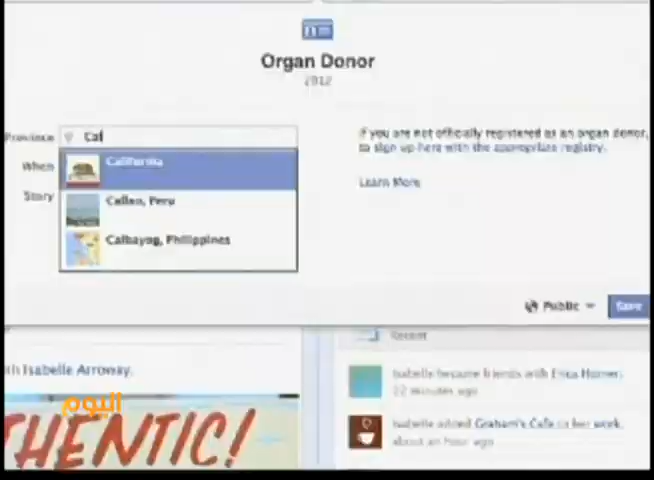 Organ Donor
2012
Province
Cal
California
When
Callao, Peru
Story
Calbayog, Philippines
If you are not officially registered as an organ donor,
to sign up here with the appropriate registry.
Learn More
Public
Save
Recent
th Isabelle Arroway.
Isabelle became friends with Erica Horner.
22 minutes ago
Isabelle added Graham's Cafe to her work.
about an hour ago
اليوم
THENTIC!